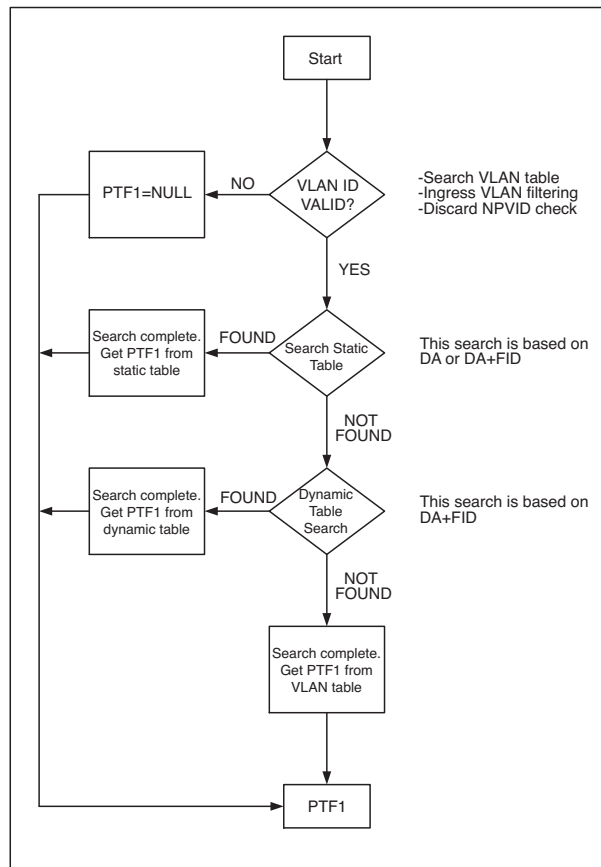 Start
VLAN ID
VALID?
NO
PTF1=NULL
-Search VLAN table
-Ingress VLAN filtering
-Discard NPVID check
YES
Search Static
Table
FOUND
Search complete.
Get PTF1 from
static table
This search is based on
DA or DA+FID
NOT
FOUND
Dynamic
Table
Search
FOUND
Search complete.
Get PTF1 from
dynamic table
This search is based on
DA+FID
NOT
FOUND
Search complete.
Get PTF1 from
VLAN table
PTF1